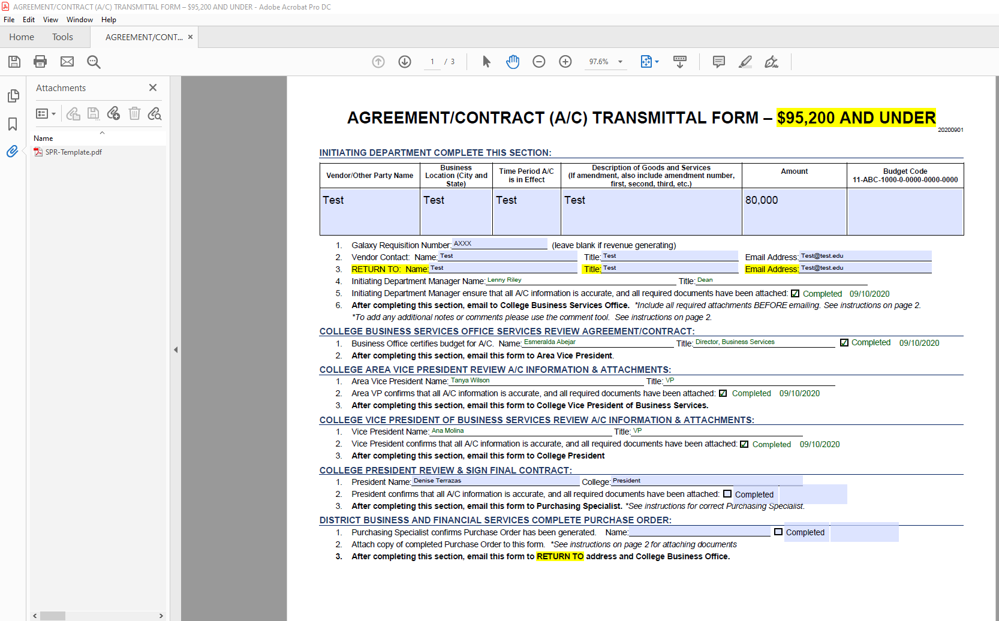 AGREEMENT/CONTRACT (A/C) TRANSMITTAL FORM – $95,200 AND UNDER - Adobe Acrobat Pro DC
File Edit View Window Help
Home Tools AGREEMENT/CONT... ×
1 / 3 97.6%
Attachments
Name
SPR-Template.pdf
AGREEMENT/CONTRACT (A/C) TRANSMITTAL FORM – $95,200 AND UNDER
20200901
INITIATING DEPARTMENT COMPLETE THIS SECTION:
Vendor/Other Party Name
Business
Location (City and
State)
Time Period A/C
is in Effect
Description of Goods and Services
(If amendment, also include amendment number,
first, second, third, etc.)
Amount
Budget Code
11-ABC-1000-0-0000-0000-0000
Test Test Test Test 80,000
1. Galaxy Requisition Number: AXXX (leave blank if revenue generating)
2. Vendor Contact: Name: Test Title: Test Email Address: Test@test.edu
3. RETURN TO: Name: Test Title: Test Email Address: Test@test.edu
4. Initiating Department Manager Name: Lenny Riley Title: Dean
5. Initiating Department Manager ensure that all A/C information is accurate, and all required documents have been attached: Completed 09/10/2020
6. After completing this section, email to College Business Services Office. *Include all required attachments BEFORE emailing. See instructions on page 2.
*To add any additional notes or comments please use the comment tool. See instructions on page 2.
COLLEGE BUSINESS SERVICES OFFICE SERVICES REVIEW AGREEMENT/CONTRACT:
1. Business Office certifies budget for A/C. Name: Esmeralda Abejar Title: Director, Business Services Completed 09/10/2020
2. After completing this section, email this form to Area Vice President.
COLLEGE AREA VICE PRESIDENT REVIEW A/C INFORMATION & ATTACHMENTS:
1. Area Vice President Name: Tanya Wilson Title: VP
2. Area VP confirms that all A/C information is accurate, and all required documents have been attached: Completed 09/10/2020
3. After completing this section, email this form to College Vice President of Business Services.
COLLEGE VICE PRESIDENT OF BUSINESS SERVICES REVIEW A/C INFORMATION & ATTACHMENTS:
1. Vice President Name: Ana Molina Title: VP
2. Vice President confirms that all A/C information is accurate, and all required documents have been attached: Completed 09/10/2020
3. After completing this section, email this form to College President
COLLEGE PRESIDENT REVIEW & SIGN FINAL CONTRACT:
1. President Name: Denise Terrazas College: President
2. President confirms that all A/C information is accurate, and all required documents have been attached: Completed
3. After completing this section, email this form to Purchasing Specialist. *See instructions for correct Purchasing Specialist.
DISTRICT BUSINESS AND FINANCIAL SERVICES COMPLETE PURCHASE ORDER:
1. Purchasing Specialist confirms Purchase Order has been generated. Name: Completed
2. Attach copy of completed Purchase Order to this form. *See instructions on page 2 for attaching documents
3. After completing this section, email this form to RETURN TO address and College Business Office.